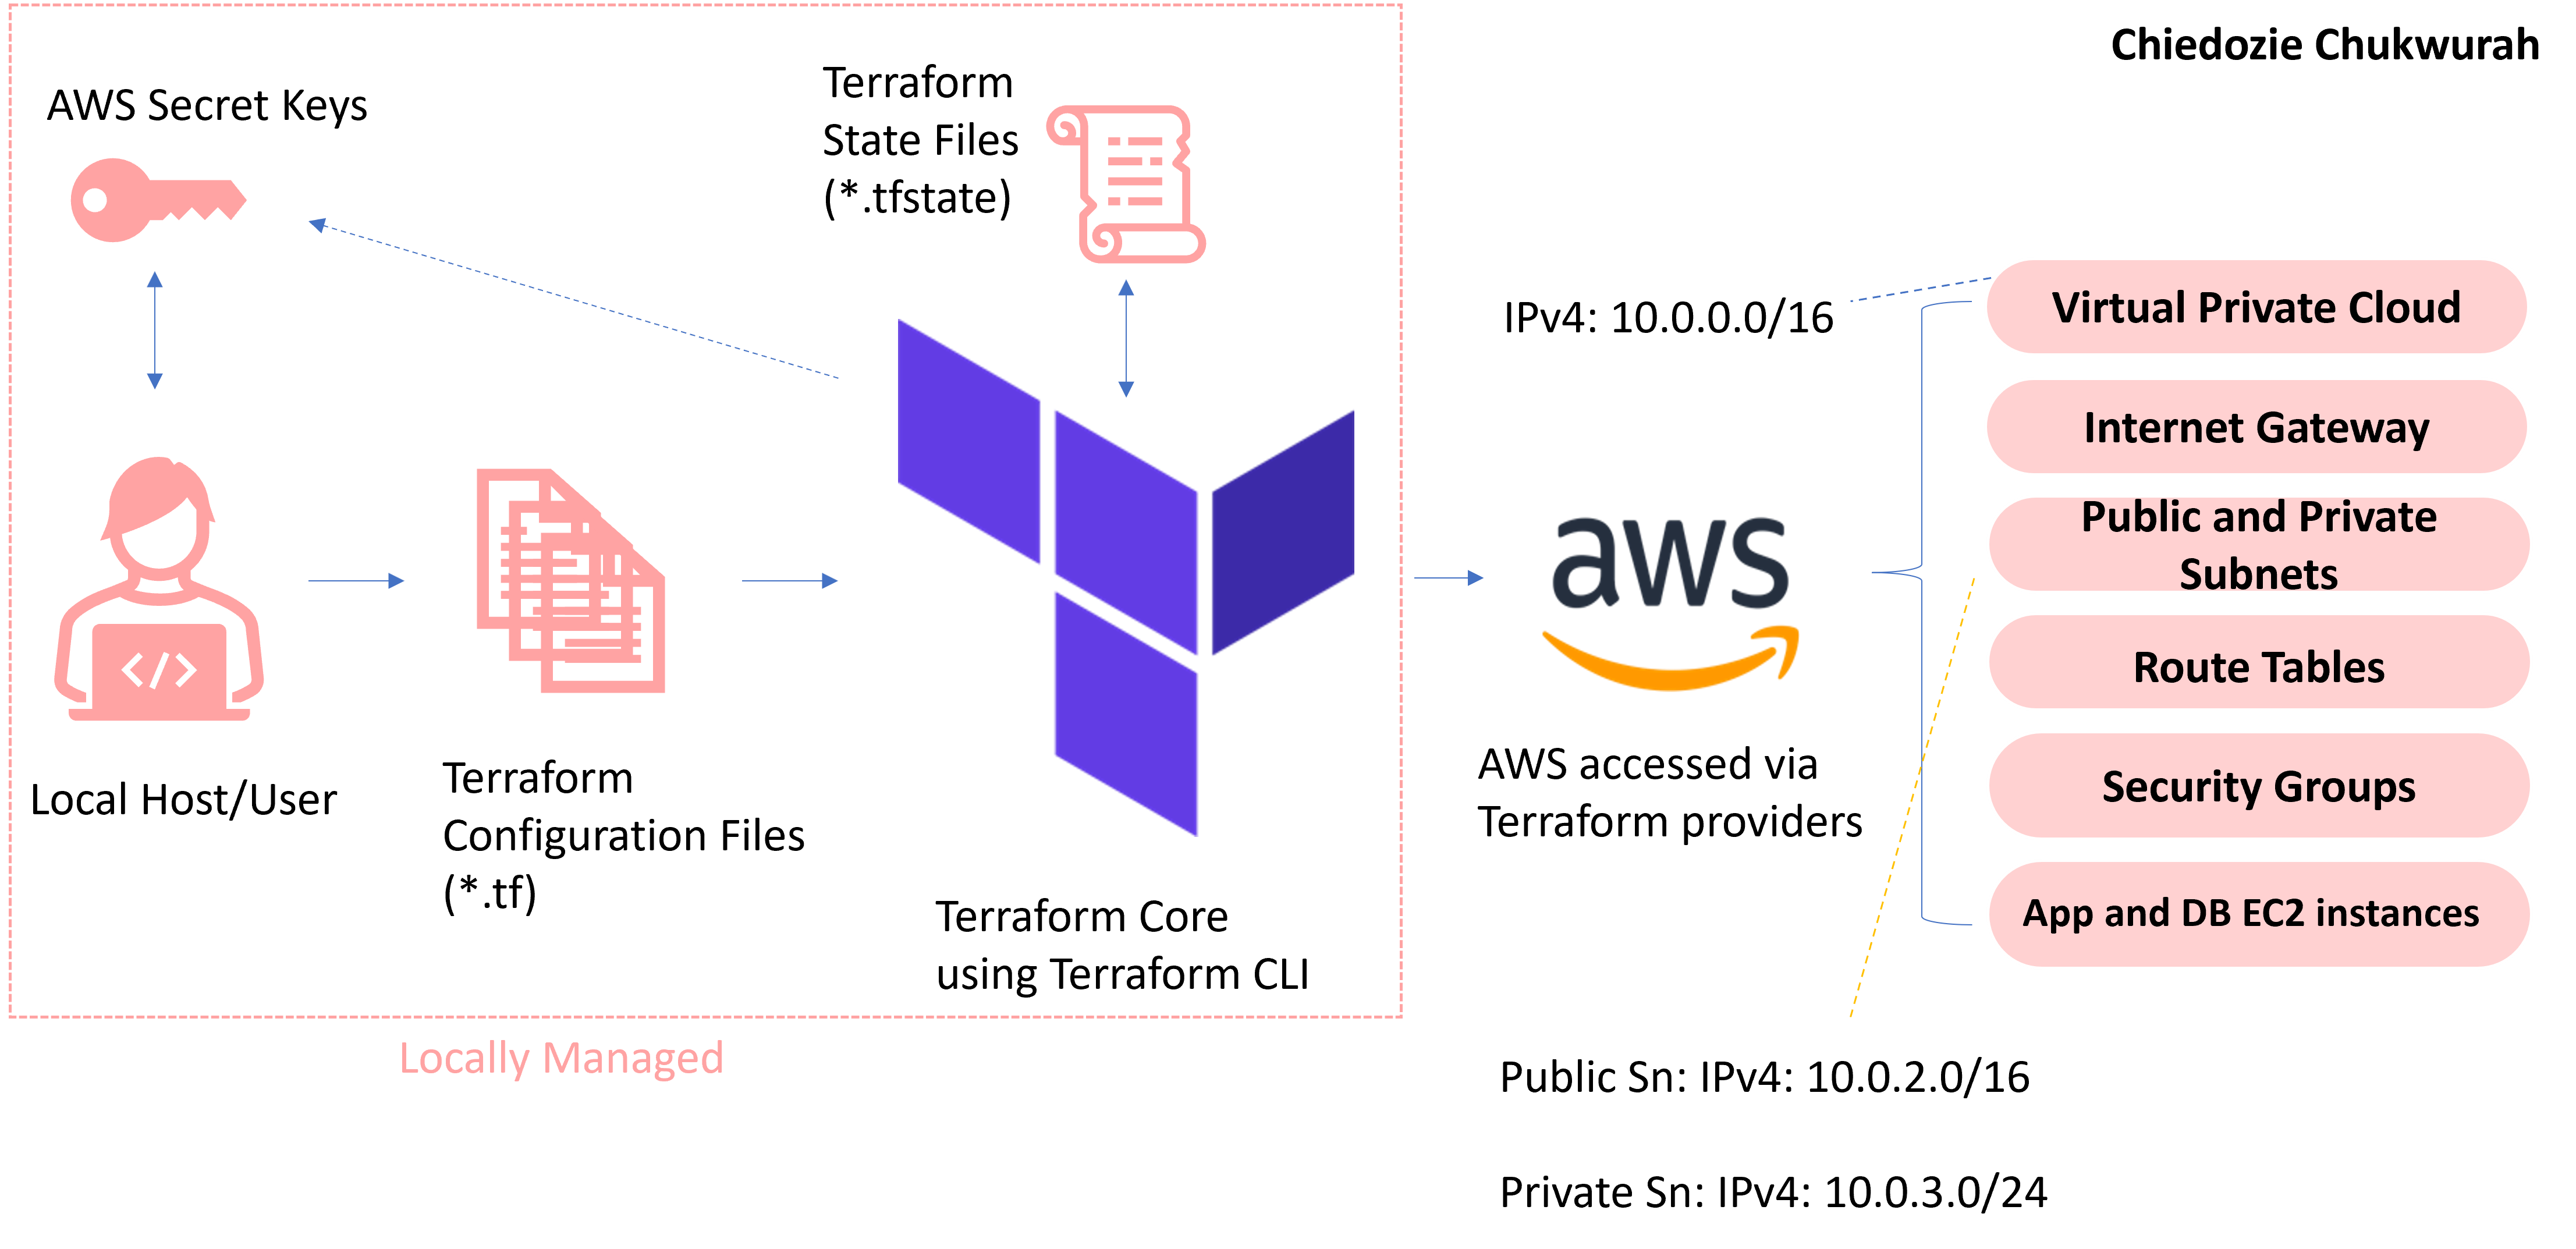 Chiedozie Chukwurah
AWS Secret Keys
Terraform
State Files
(*.tfstate)
Local Host/User
</>
Terraform
Configuration Files
(*.tf)
Terraform Core
using Terraform CLI
Locally Managed
IPv4: 10.0.0.0/16
aws
AWS accessed via
Terraform providers
Virtual Private Cloud
Internet Gateway
Public and Private
Subnets
Route Tables
Security Groups
App and DB EC2 instances
Public Sn: IPv4: 10.0.2.0/16
Private Sn: IPv4: 10.0.3.0/24